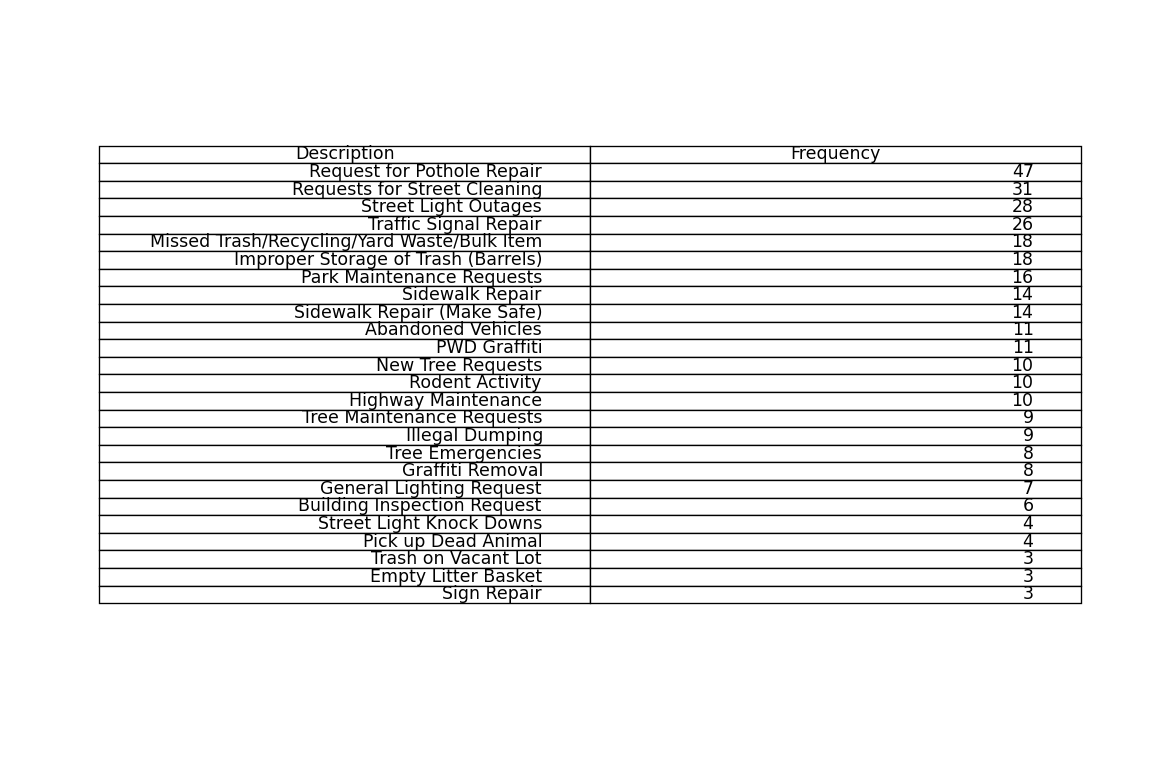 Description Frequency
Request for Pothole Repair 47
Requests for Street Cleaning 31
Street Light Outages 28
Traffic Signal Repair 26
Missed Trash/Recycling/Yard Waste/Bulk Item 18
Improper Storage of Trash (Barrels) 18
Park Maintenance Requests 16
Sidewalk Repair 14
Sidewalk Repair (Make Safe) 14
Abandoned Vehicles 11
PWD Graffiti 11
New Tree Requests 10
Rodent Activity 10
Highway Maintenance 10
Tree Maintenance Requests 9
Illegal Dumping 9
Tree Emergencies 8
Graffiti Removal 8
General Lighting Request 7
Building Inspection Request 6
Street Light Knock Downs 4
Pick up Dead Animal 4
Trash on Vacant Lot 3
Empty Litter Basket 3
Sign Repair 3